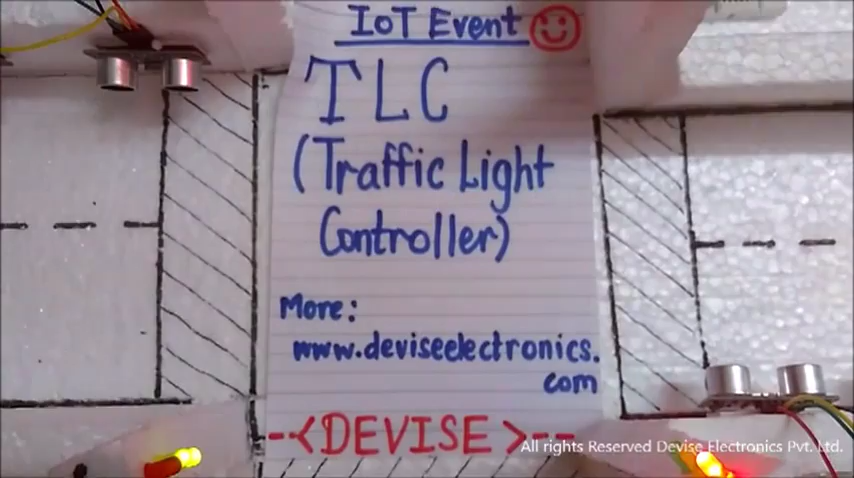 IoT Event
TLC
(Traffic Light
Controller)
More:
www.deviseelectronics.
com
--<DEVISE>--
All rights Reserved Devise Electronics Pvt. Ltd.